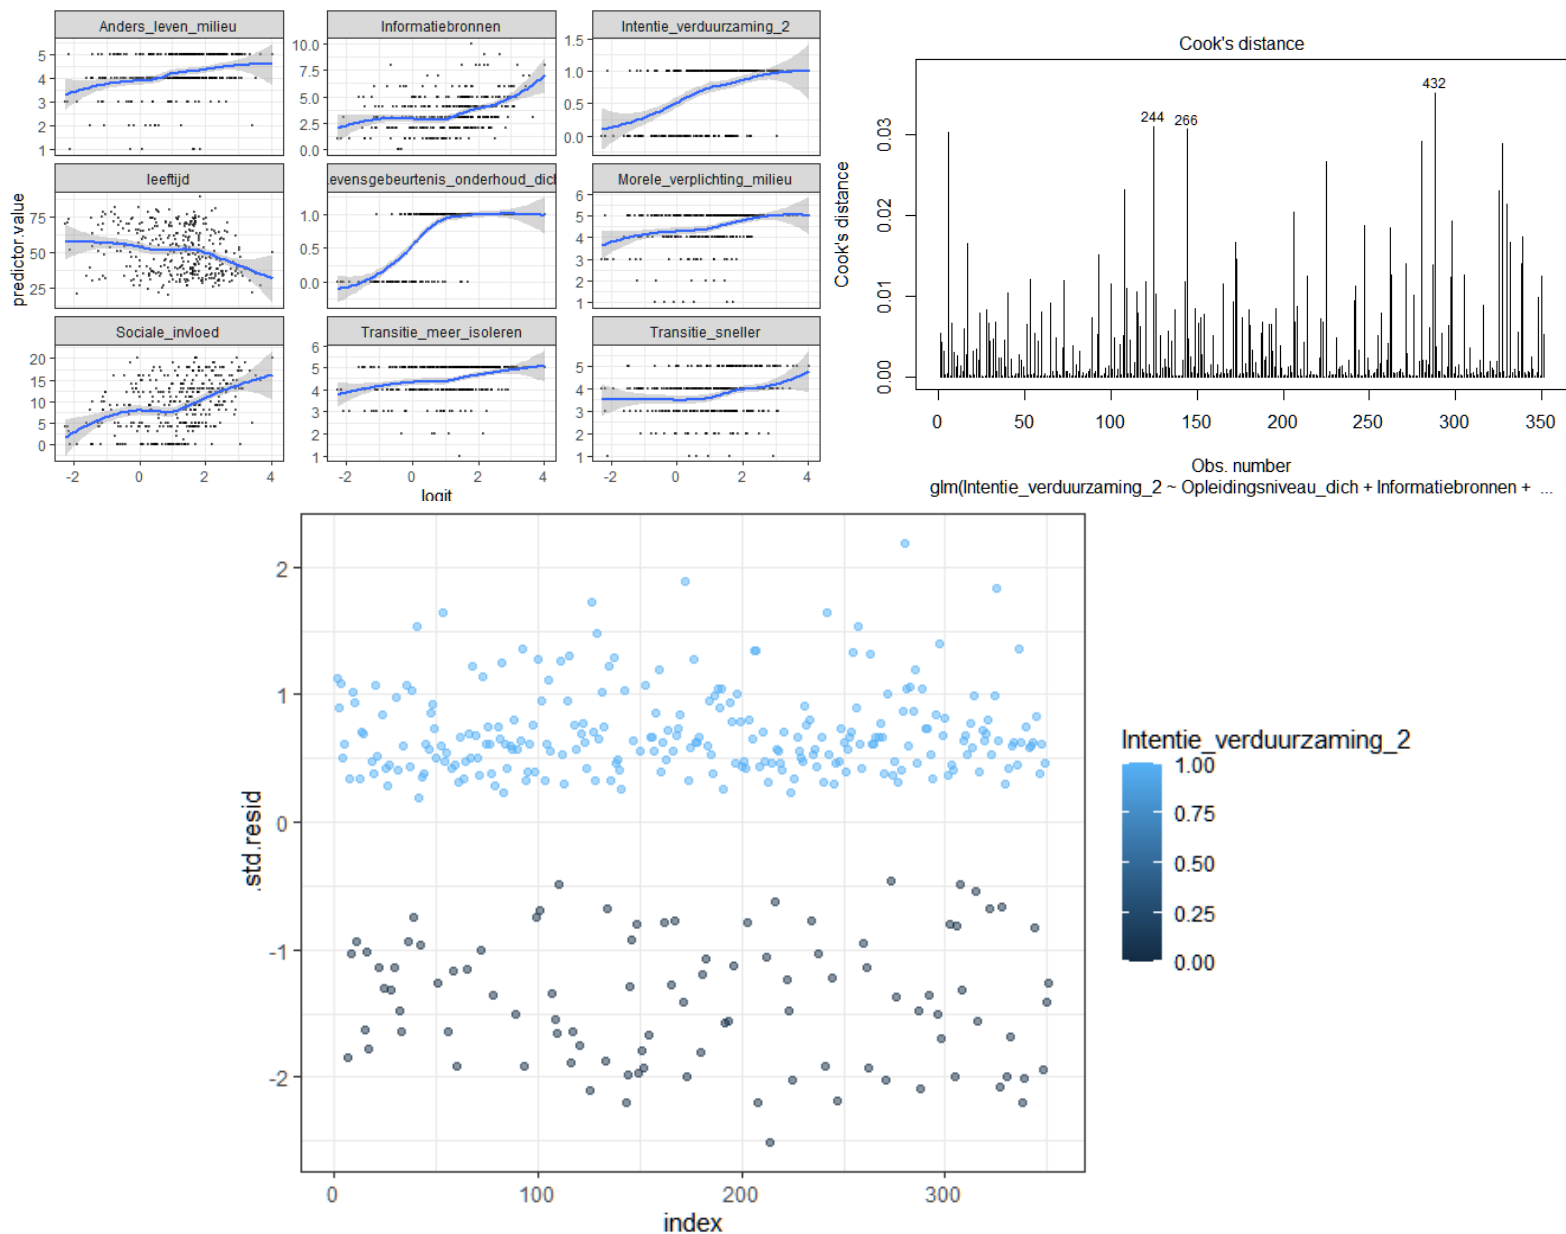 Anders_leven_milieu
Informatiebronnen
Intentie_verduurzaming_2
5
4
3
2
1
10.0
7.5
5.0
2.5
0.0
1.5
1.0
0.5
0.0
leeftijd
Levensgebeurtenis_onderhoud_dich
Morele_verplichting_milieu
75
50
25
1.0
0.5
0.0
6
5
4
3
2
1
predictor.value
Sociale_invloed
Transitie_meer_isoleren
Transitie_sneller
20
15
10
5
0
6
5
4
3
2
1
5
4
3
2
1
-2 0 2 4
-2 0 2 4
-2 0 2 4
logit
Cook's distance
Cook's distance
0.03
0.02
0.01
0.00
244
266
432
0 50 100 150 200 250 300 350
Obs. number
glm(Intentie_verduurzaming_2 ~ Opleidingsniveau_dich + Informatiebronnen + ...
.std.resid
2
1
0
-1
-2
0 100 200 300
index
Intentie_verduurzaming_2
1.00
0.75
0.50
0.25
0.00